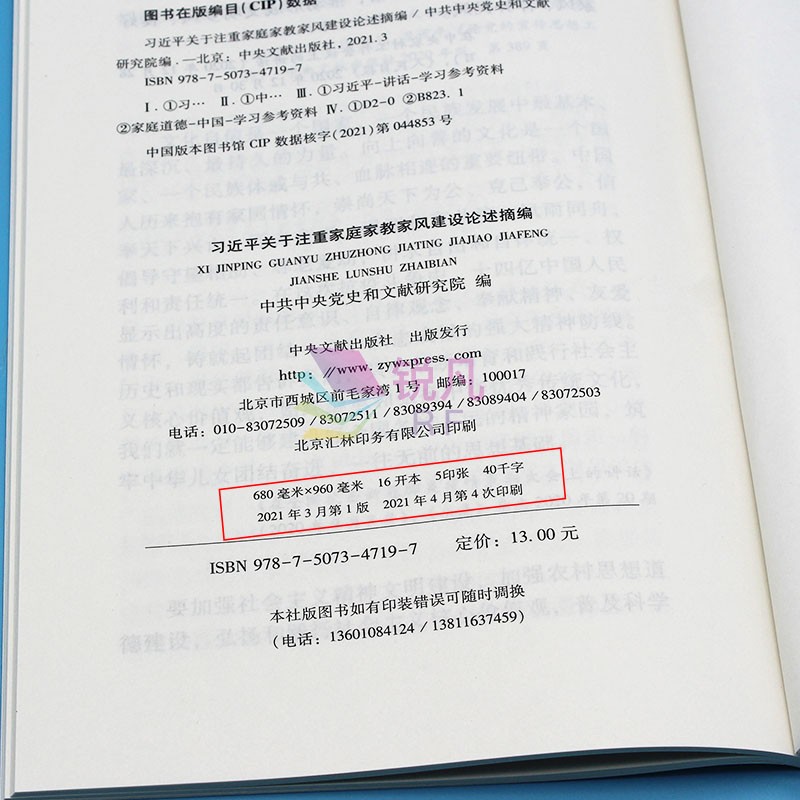 图书在版编目(CIP)数据
习近平关于注重家庭家教家风建设论述摘编/中共中央党史和文献
研究院编.—北京:中央文献出版社,2021.3
ISBN 978-7-5073-4719-7
Ⅰ.①习… Ⅱ.①中… Ⅲ.①习近平-讲话-学习参考资料
②家庭道德-中国-学习参考资料 Ⅳ.①D2-0 ②B823.1
中国版本图书馆 CIP 数据核字(2021)第 044853 号
习近平关于注重家庭家教家风建设论述摘编
XI JINPING GUANYU ZHUZHONG JIATING JIAJIAO JIAFENG
JIANSHE LUNSHU ZHAIBIAN
中共中央党史和文献研究院 编
中央文献出版社 出版发行
http://www.zywxpress.com
北京市西城区前毛家湾1号 邮编:100017
电话:010-83072509/83072511/83089394/83089404/83072503
北京汇林印务有限公司印刷
锐凡
RF
680 毫米×960 毫米 16 开本 5印张 40千字
2021 年 3 月第 1 版 2021 年 4 月第 4 次印刷
ISBN 978-7-5073-4719-7 定价:13.00 元
本社版图书如有印装错误可随时调换
(电话:13601084124/13811637459)